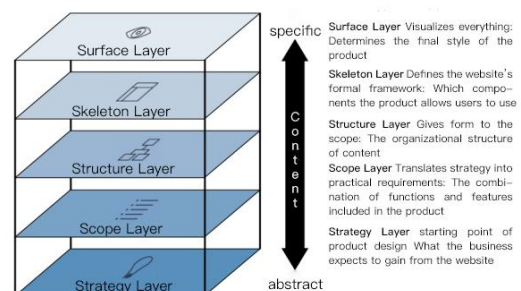 Surface Layer
Skeleton Layer
Structure Layer
Scope Layer
Strategy Layer
specific
Content
abstract
Surface Layer Visualizes everything:
Determines the final style of the
product
Skeleton Layer Defines the website's
formal framework: Which compo-
nents the product allows users to use
Structure Layer Gives form to the
scope: The organizational structure
of content
Scope Layer Translates strategy into
practical requirements: The combi-
nation of functions and features
included in the product
Strategy Layer starting point of
product design What the business
expects to gain from the website